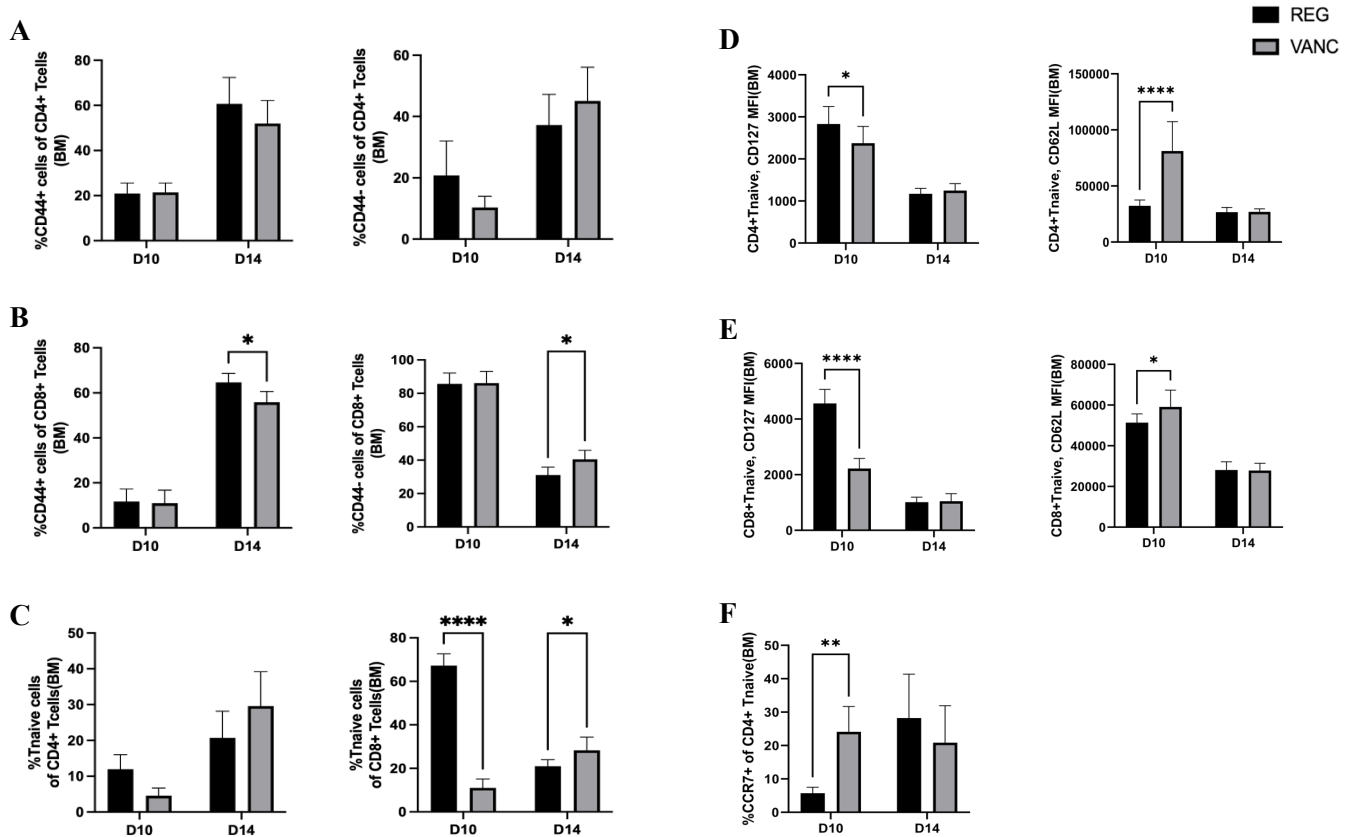 REG
VANC
A
%CD44+ cells of CD4+ Tcells
(BM)
80
60
40
20
0
D10
D14
%CD44- cells of CD4+ Tcells
(BM)
60
40
20
0
D10
D14
B
%CD44+ cells of CD8+ Tcells
(BM)
80
60
40
20
0
*
D10
D14
%CD44- cells of CD8+ Tcells
(BM)
100
80
60
40
20
0
*
D10
D14
C
%Tnaive cells
of CD4+ Tcells(BM)
50
40
30
20
10
0
D10
D14
%Tnaive cells
of CD8+ Tcells(BM)
80
60
40
20
0
****
*
D10
D14
D
CD4+Tnaive, CD127 MFI(BM)
4000
3000
2000
1000
0
*
D10
D14
CD4+Tnaive, CD62L MFI(BM)
150000
100000
50000
0
****
D10
D14
E
CD8+Tnaive, CD127 MFI(BM)
6000
4000
2000
0
****
D10
D14
CD8+Tnaive, CD62L MFI(BM)
80000
60000
40000
20000
0
*
D10
D14
F
%CCR7+ of CD4+ Tnaive(BM)
50
40
30
20
10
0
**
D10
D14